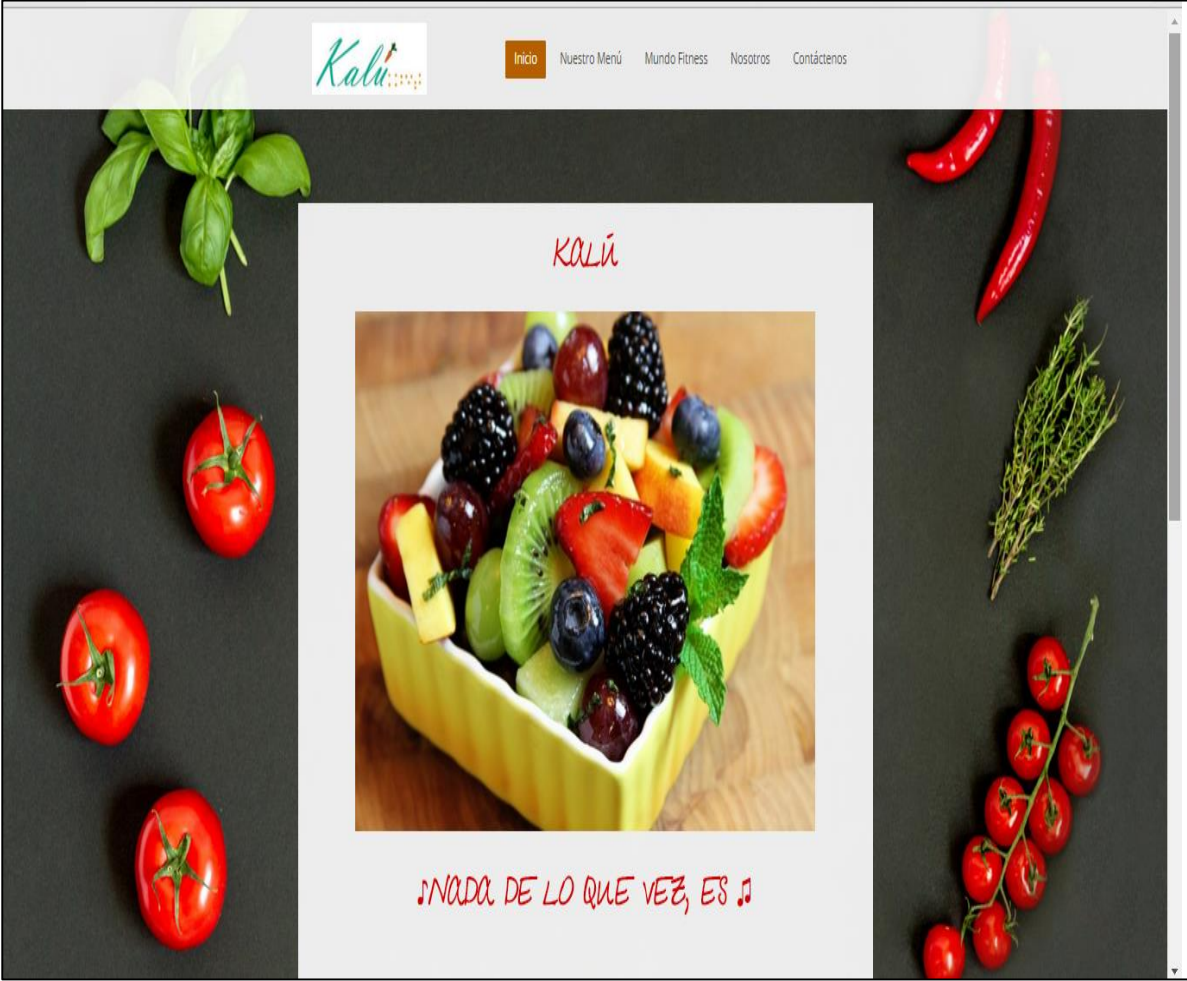 Kalú
Inicio Nuestro Menú Mundo Fitness Nosotros Contáctenos
KALÚ
♪NADA DE LO QUE VEZ, ES ♫